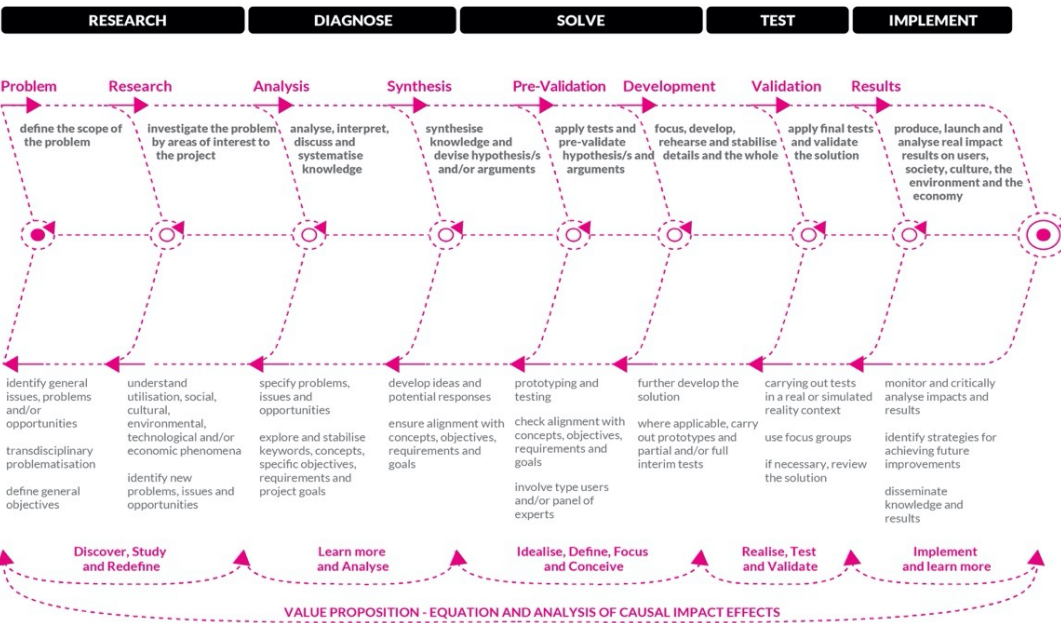 RESEARCH
DIAGNOSE
SOLVE
TEST
IMPLEMENT
Problem
Research
Analysis
Synthesis
Pre-Validation
Development
Validation
Results
define the scope of
the problem
investigate the problem
by areas of interest to
the project
analyse, interpret,
discuss and
systematise
knowledge
synthesise
knowledge and
devise hypothesis/s
and/or arguments
apply tests and
pre-validate
hypothesis/s and
arguments
focus, develop,
rehearse and stabilise
details and the whole
apply final tests
and validate
the solution
produce, launch and
analyse real impact
results on users,
society, culture, the
environment and the
economy
identify general
issues, problems
and/or
opportunities
transdisciplinary
problematisation
define general
objectives
understand
utilisation, social,
cultural,
environmental,
technological and/or
economic phenomena
identify new
problems, issues and
opportunities
specify problems,
issues and
opportunities
explore and stabilise
keywords, concepts,
specific objectives,
requirements and
project goals
develop ideas and
potential responses
ensure alignment with
concepts, objectives,
requirements and
goals
prototyping and
testing
check alignment with
concepts, objectives,
requirements and
goals
involve type users
and/or panel of
experts
further develop the
solution
where applicable, carry
out prototypes and
partial and/or full
interim tests
carrying out tests
in a real or simulated
reality context
use focus groups
if necessary, review
the solution
monitor and critically
analyse impacts and
results
identify strategies for
achieving future
improvements
disseminate
knowledge and
results
Discover, Study
and Redefine
Learn more
and Analyse
Idealise, Define, Focus
and Conceive
Realise, Test
and Validate
Implement
and learn more
VALUE PROPOSITION - EQUATION AND ANALYSIS OF CAUSAL IMPACT EFFECTS